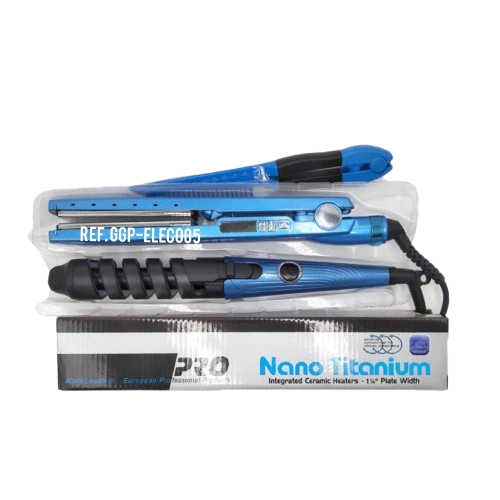 REF.GGP-ELEC005
PRO
Nano Titanium
European Professional
Integrated Ceramic Heaters - 1¼" Plate Width